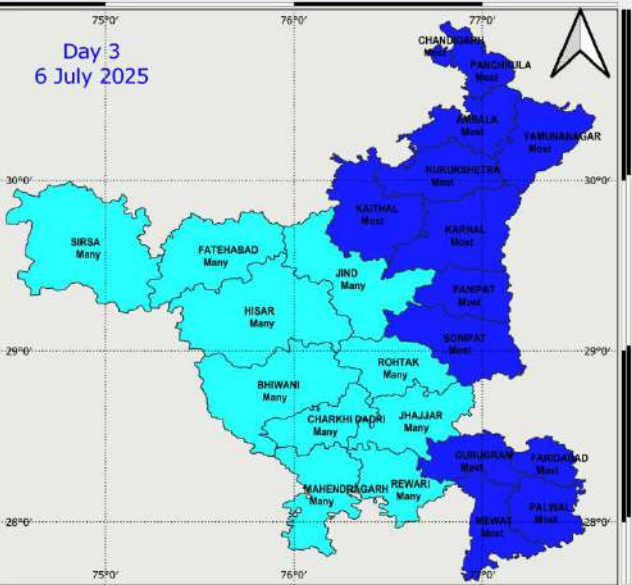 75°0'
76°0'
77°0'
Day 3
6 July 2025
CHANDIGARH
Most
PANCHKULA
Most
AMBALA
Most
YAMUNANAGAR
Most
KURUKSHETRA
Most
30°0'
30°0'
KAITHAL
Most
KARNAL
Most
SIRSA
Many
FATEHABAD
Many
JIND
Many
PANIPAT
Most
HISAR
Many
SONIPAT
Most
29°0'
29°0'
ROHTAK
Many
BHIWANI
Many
CHARKHI DADRI
Many
JHAJJAR
Many
GURUGRAM
Most
FARIDABAD
Most
MAHENDRAGARH
Many
REWARI
Many
MEWAT
Most
PALWAL
Most
28°0'
28°0'
75°0'
76°0'
77°0'